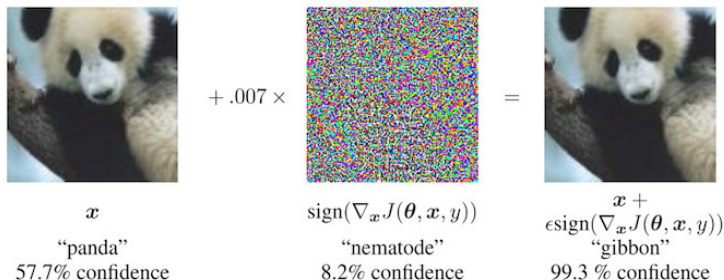 + .007 ×
=
x
sign(∇ₓJ(θ, x, y))
x +
ϵsign(∇ₓJ(θ, x, y))
“panda”
“nematode”
“gibbon”
57.7% confidence
8.2% confidence
99.3 % confidence